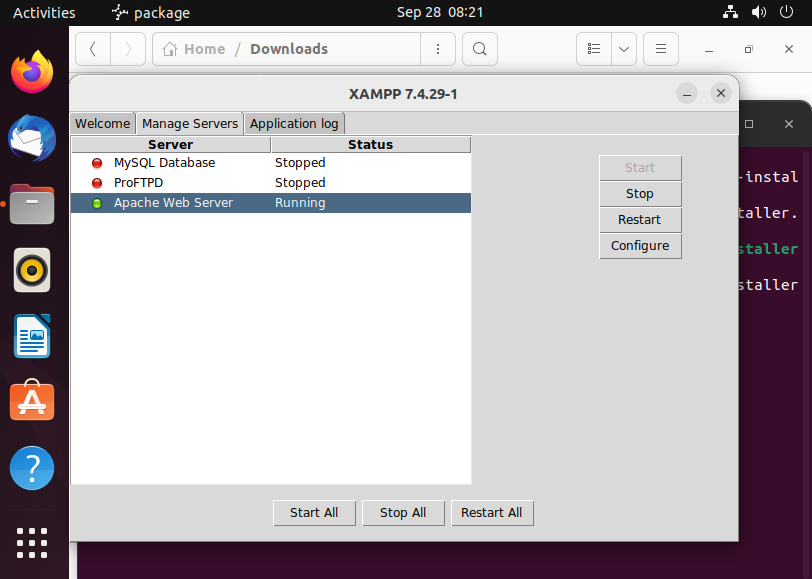 Activities
package
Sep 28 08:21
Home / Downloads
XAMPP 7.4.29-1
Welcome
Manage Servers
Application log
Server
Status
MySQL Database Stopped
ProFTPD Stopped
Apache Web Server Running
Start
Stop
Restart
Configure
-instal
taller.
staller
staller
Start All
Stop All
Restart All